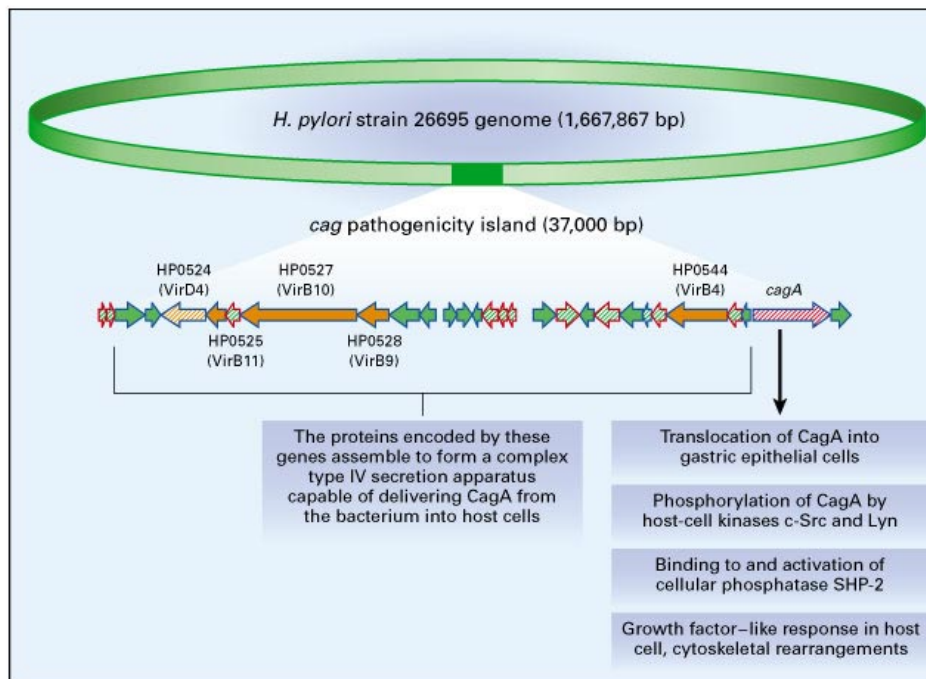 H. pylori strain 26695 genome (1,667,867 bp)
cag pathogenicity island (37,000 bp)
HP0524
(VirD4)
HP0527
(VirB10)
HP0544
(VirB4)
cagA
HP0525
(VirB11)
HP0528
(VirB9)
The proteins encoded by these
genes assemble to form a complex
type IV secretion apparatus
capable of delivering CagA from
the bacterium into host cells
Translocation of CagA into
gastric epithelial cells
Phosphorylation of CagA by
host-cell kinases c-Src and Lyn
Binding to and activation of
cellular phosphatase SHP-2
Growth factor–like response in host
cell, cytoskeletal rearrangements